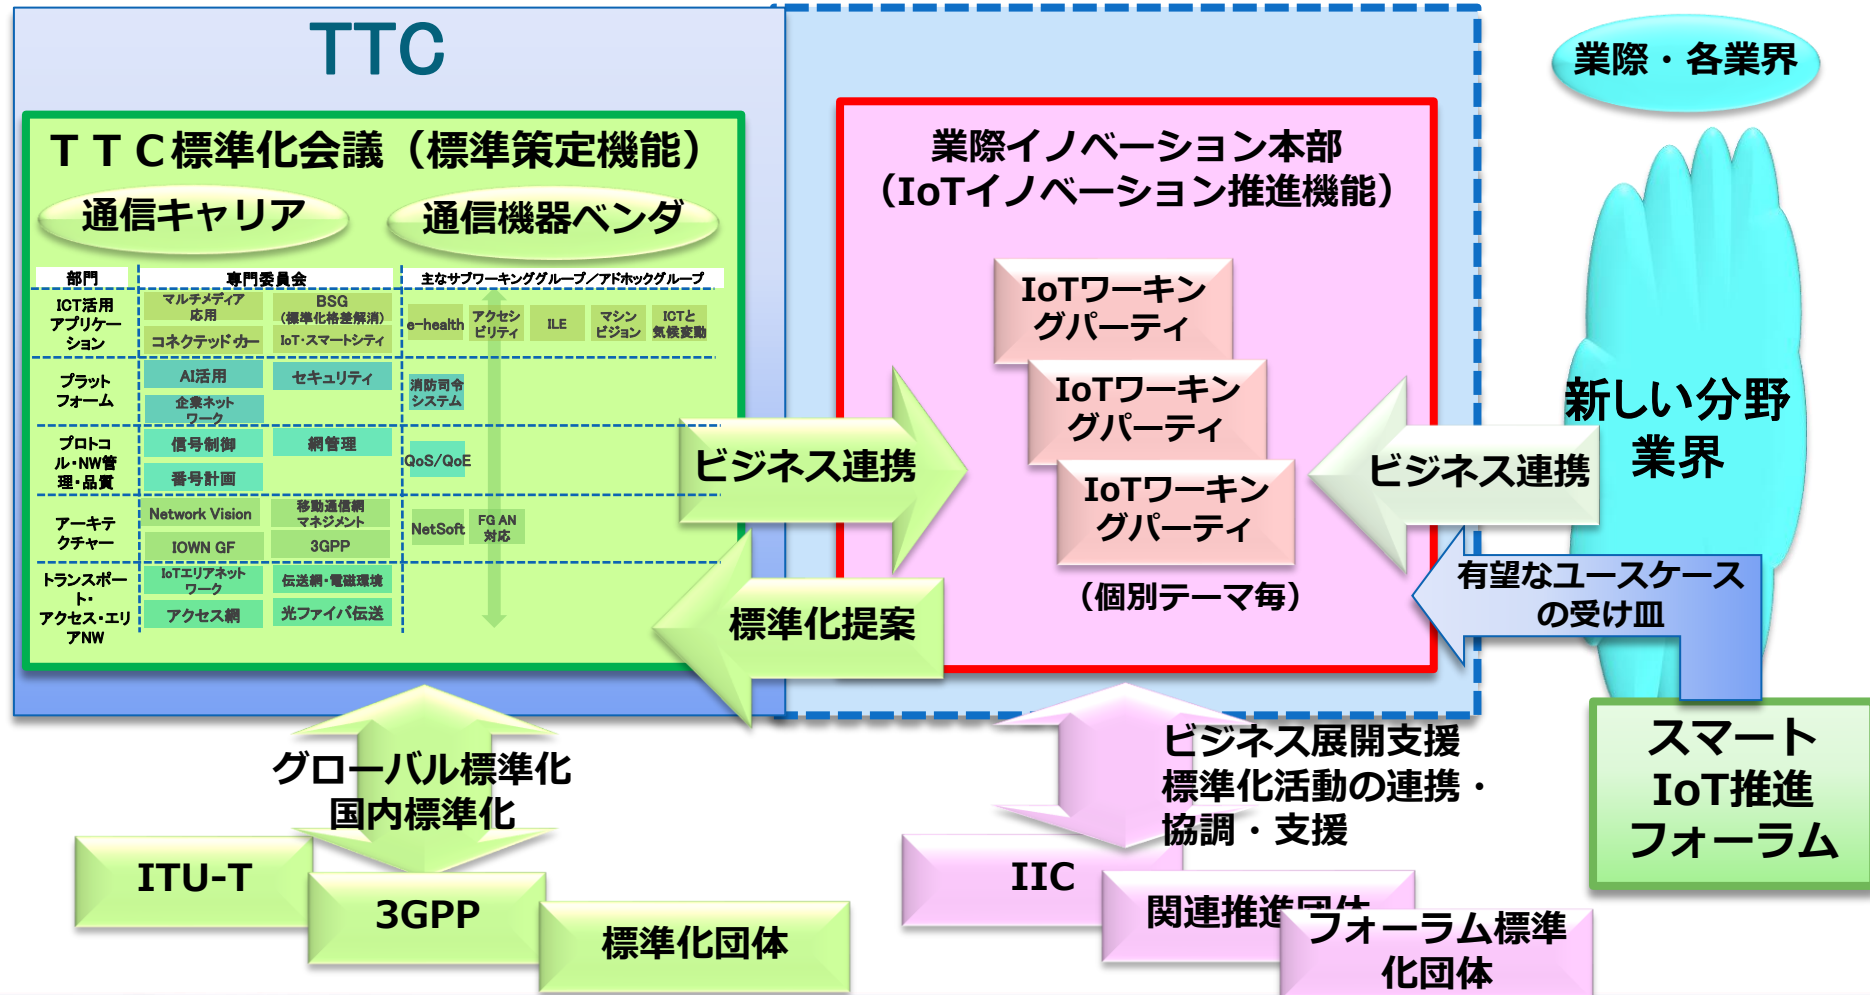 TTC
ＴＴＣ標準化会議（標準策定機能）
通信キャリア
通信機器ベンダ
部門
専門委員会
主なサブワーキンググループ／アドホックグループ
ICT活用
アプリケー
ション
マルチメディア
応用
BSG
(標準化格差解消)
コネクテッドカー
IoT・スマートシティ
e-health
アクセシ
ビリティ
ILE
マシン
ビジョン
ICTと
気候変動
プラット
フォーム
AI活用
セキュリティ
企業ネット
ワーク
消防司令
システム
プロトコ
ル・NW管
理・品質
信号制御
網管理
番号計画
QoS/QoE
アーキテ
クチャー
Network Vision
移動通信網
マネジメント
IOWN GF
3GPP
NetSoft
FG AN
対応
トランスポー
ト・
アクセス・エリ
アNW
IoTエリアネット
ワーク
伝送網・電磁環境
アクセス網
光ファイバ伝送
業際イノベーション本部
（IoTイノベーション推進機能）
IoTワーキン
グパーティ
IoTワーキン
グパーティ
IoTワーキン
グパーティ
（個別テーマ毎）
ビジネス連携
標準化提案
業際・各業界
新しい分野
業界
ビジネス連携
有望なユースケース
の受け皿
スマート
IoT推進
フォーラム
グローバル標準化
国内標準化
ITU-T
3GPP
標準化団体
ビジネス展開支援
標準化活動の連携・
協調・支援
IIC
関連推進団体
フォーラム標準
化団体